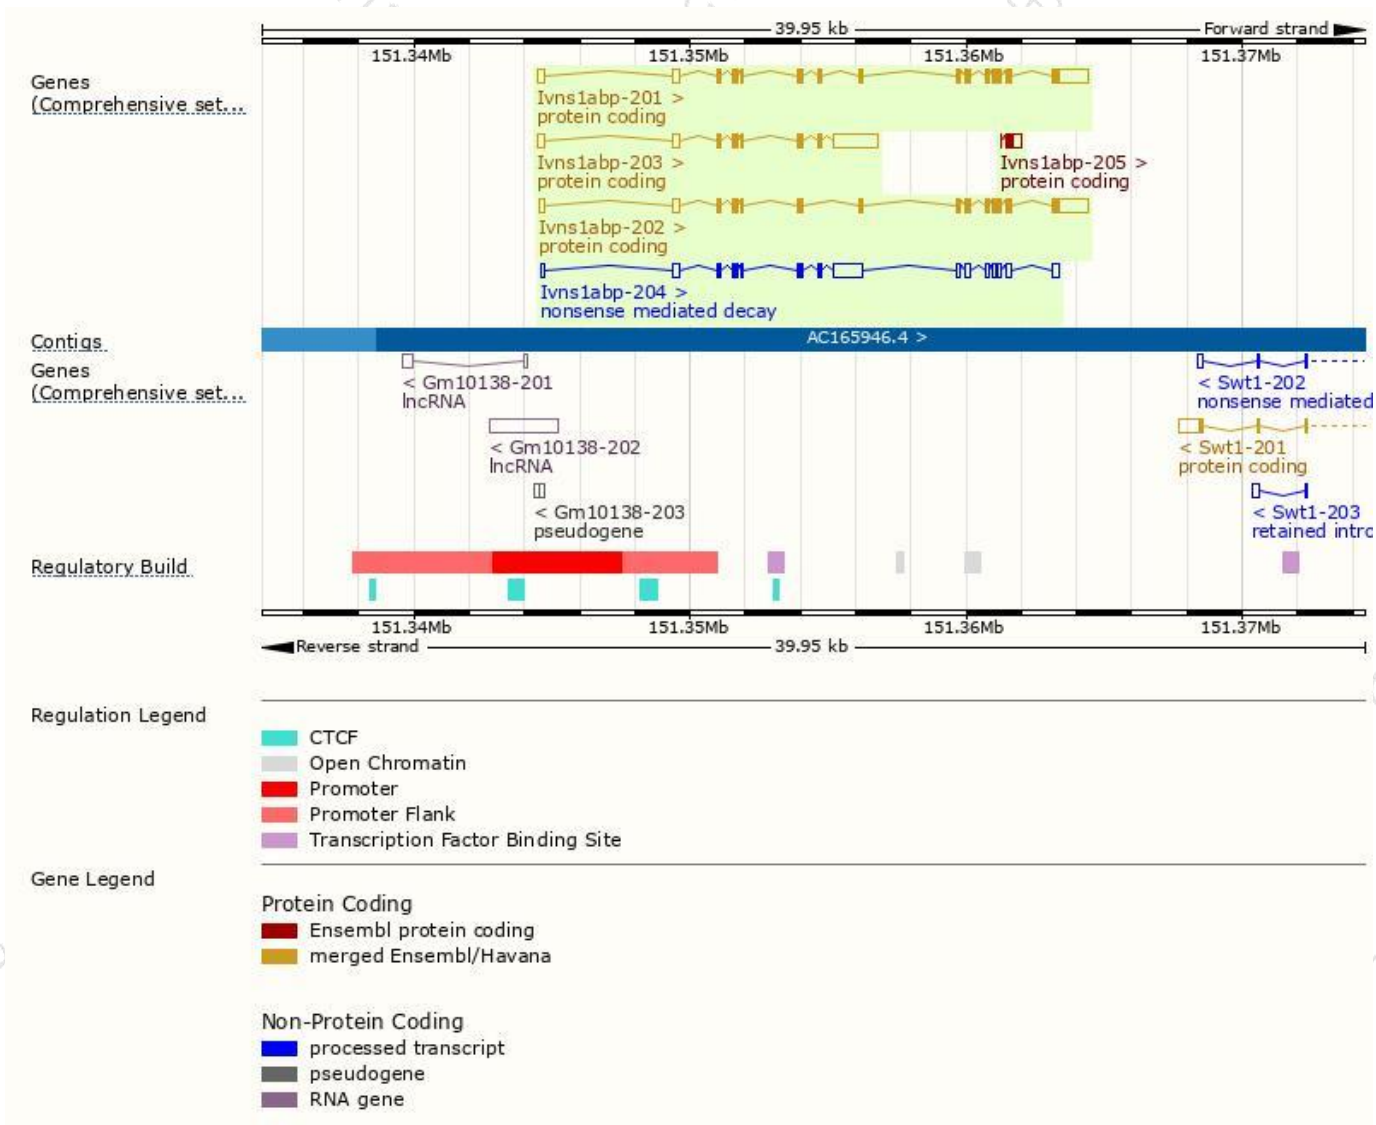 39.95 kb
Forward strand
151.34Mb 151.35Mb 151.36Mb 151.37Mb
Genes
(Comprehensive set...
Ivns1abp-201 >
protein coding
Ivns1abp-203 >
protein coding
Ivns1abp-205 >
protein coding
Ivns1abp-202 >
protein coding
Ivns1abp-204 >
nonsense mediated decay
Contigs
AC165946.4 >
Genes
(Comprehensive set...
< Gm10138-201
lncRNA
< Swt1-202
nonsense mediated
< Gm10138-202
lncRNA
< Swt1-201
protein coding
< Gm10138-203
pseudogene
< Swt1-203
retained intro
Regulatory Build
151.34Mb 151.35Mb 151.36Mb 151.37Mb
Reverse strand
39.95 kb
Regulation Legend
CTCF
Open Chromatin
Promoter
Promoter Flank
Transcription Factor Binding Site
Gene Legend
Protein Coding
Ensembl protein coding
merged Ensembl/Havana
Non-Protein Coding
processed transcript
pseudogene
RNA gene